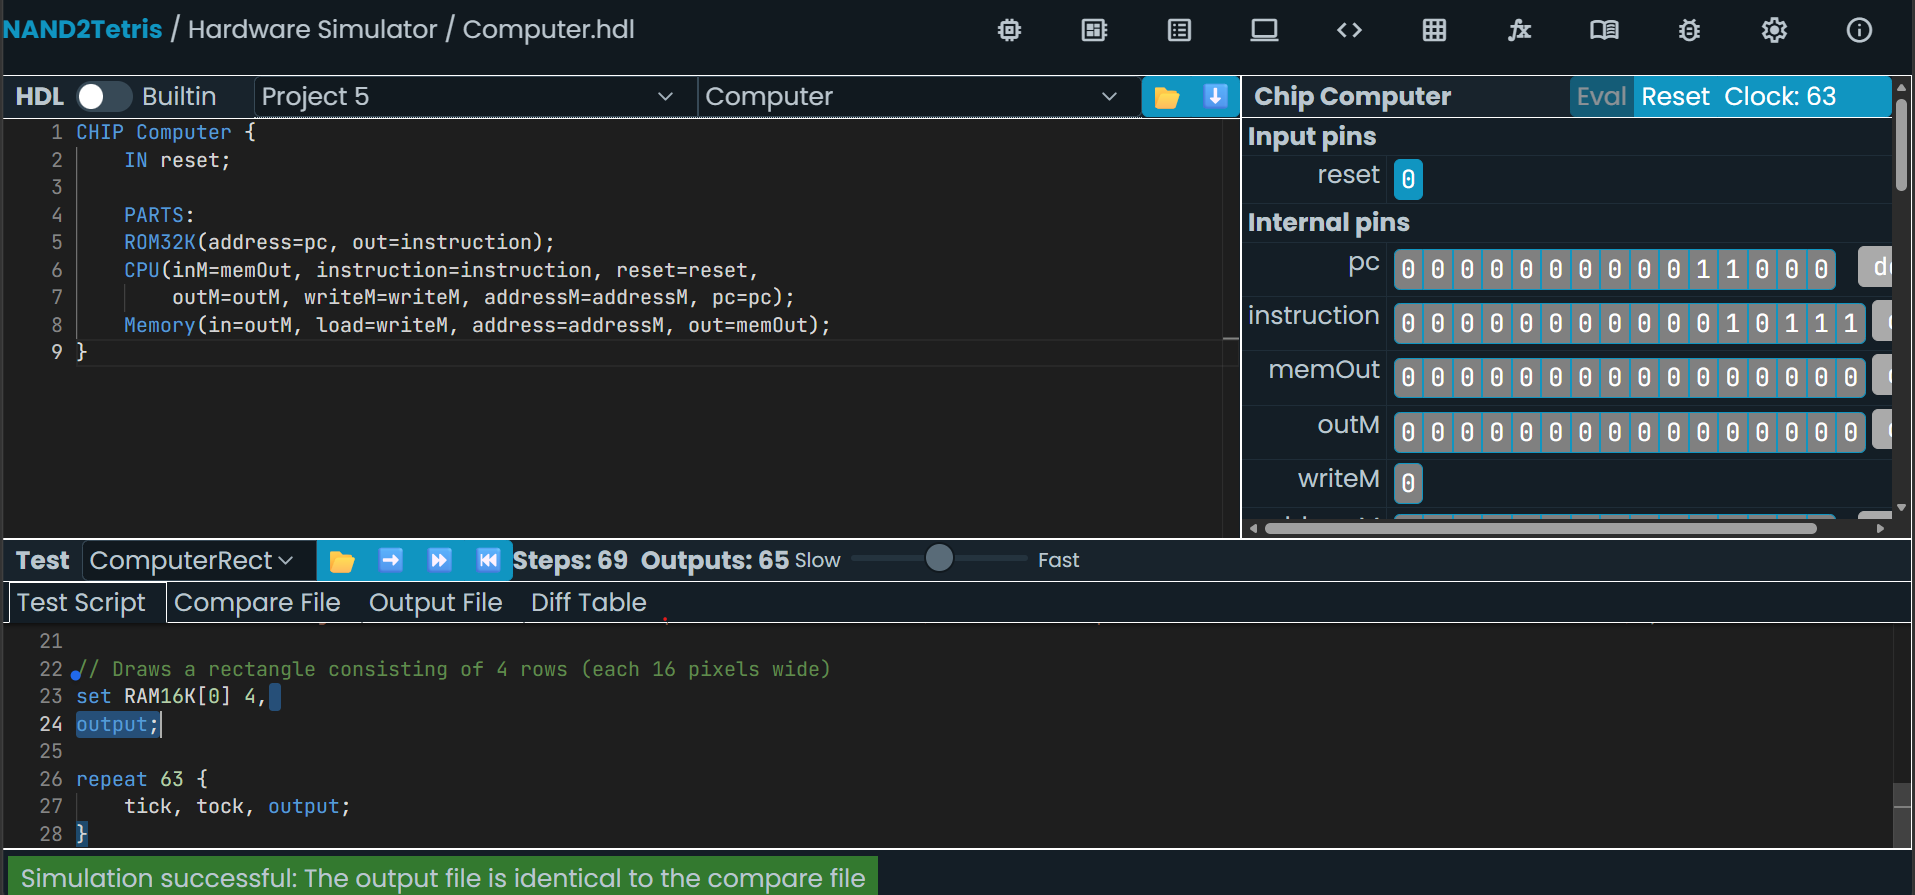 NAND2Tetris / Hardware Simulator / Computer.hdl
HDL Builtin Project 5 Computer
1 CHIP Computer {
2 IN reset;
3
4 PARTS:
5 ROM32K(address=pc, out=instruction);
6 CPU(inM=memOut, instruction=instruction, reset=reset,
7 outM=outM, writeM=writeM, addressM=addressM, pc=pc);
8 Memory(in=outM, load=writeM, address=addressM, out=memOut);
9 }
Chip Computer Eval Reset Clock: 63
Input pins
reset 0
Internal pins
pc 0 0 0 0 0 0 0 0 0 0 1 1 0 0 0
instruction 0 0 0 0 0 0 0 0 0 0 0 1 0 1 1 1
memOut 0 0 0 0 0 0 0 0 0 0 0 0 0 0 0 0
outM 0 0 0 0 0 0 0 0 0 0 0 0 0 0 0 0
writeM 0
Test ComputerRect Steps: 69 Outputs: 65 Slow Fast
Test Script Compare File Output File Diff Table
21
22 // Draws a rectangle consisting of 4 rows (each 16 pixels wide)
23 set RAM16K[0] 4,
24 output;
25
26 repeat 63 {
27 tick, tock, output;
28 }
Simulation successful: The output file is identical to the compare file